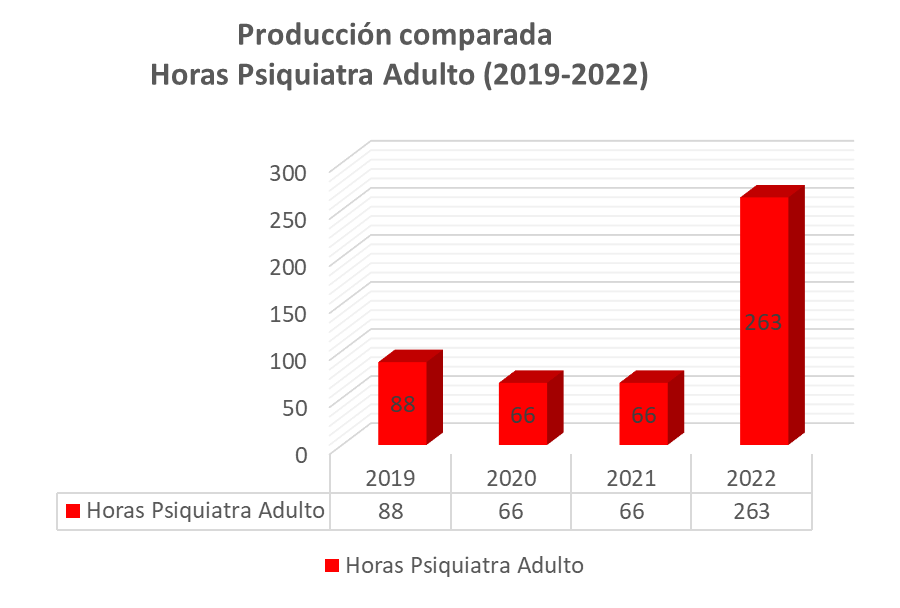 Producción comparada
Horas Psiquiatra Adulto (2019-2022)
300
250
200
150
100
50
0
88
66
66
263
2019 2020 2021 2022
Horas Psiquiatra Adulto 88 66 66 263
Horas Psiquiatra Adulto